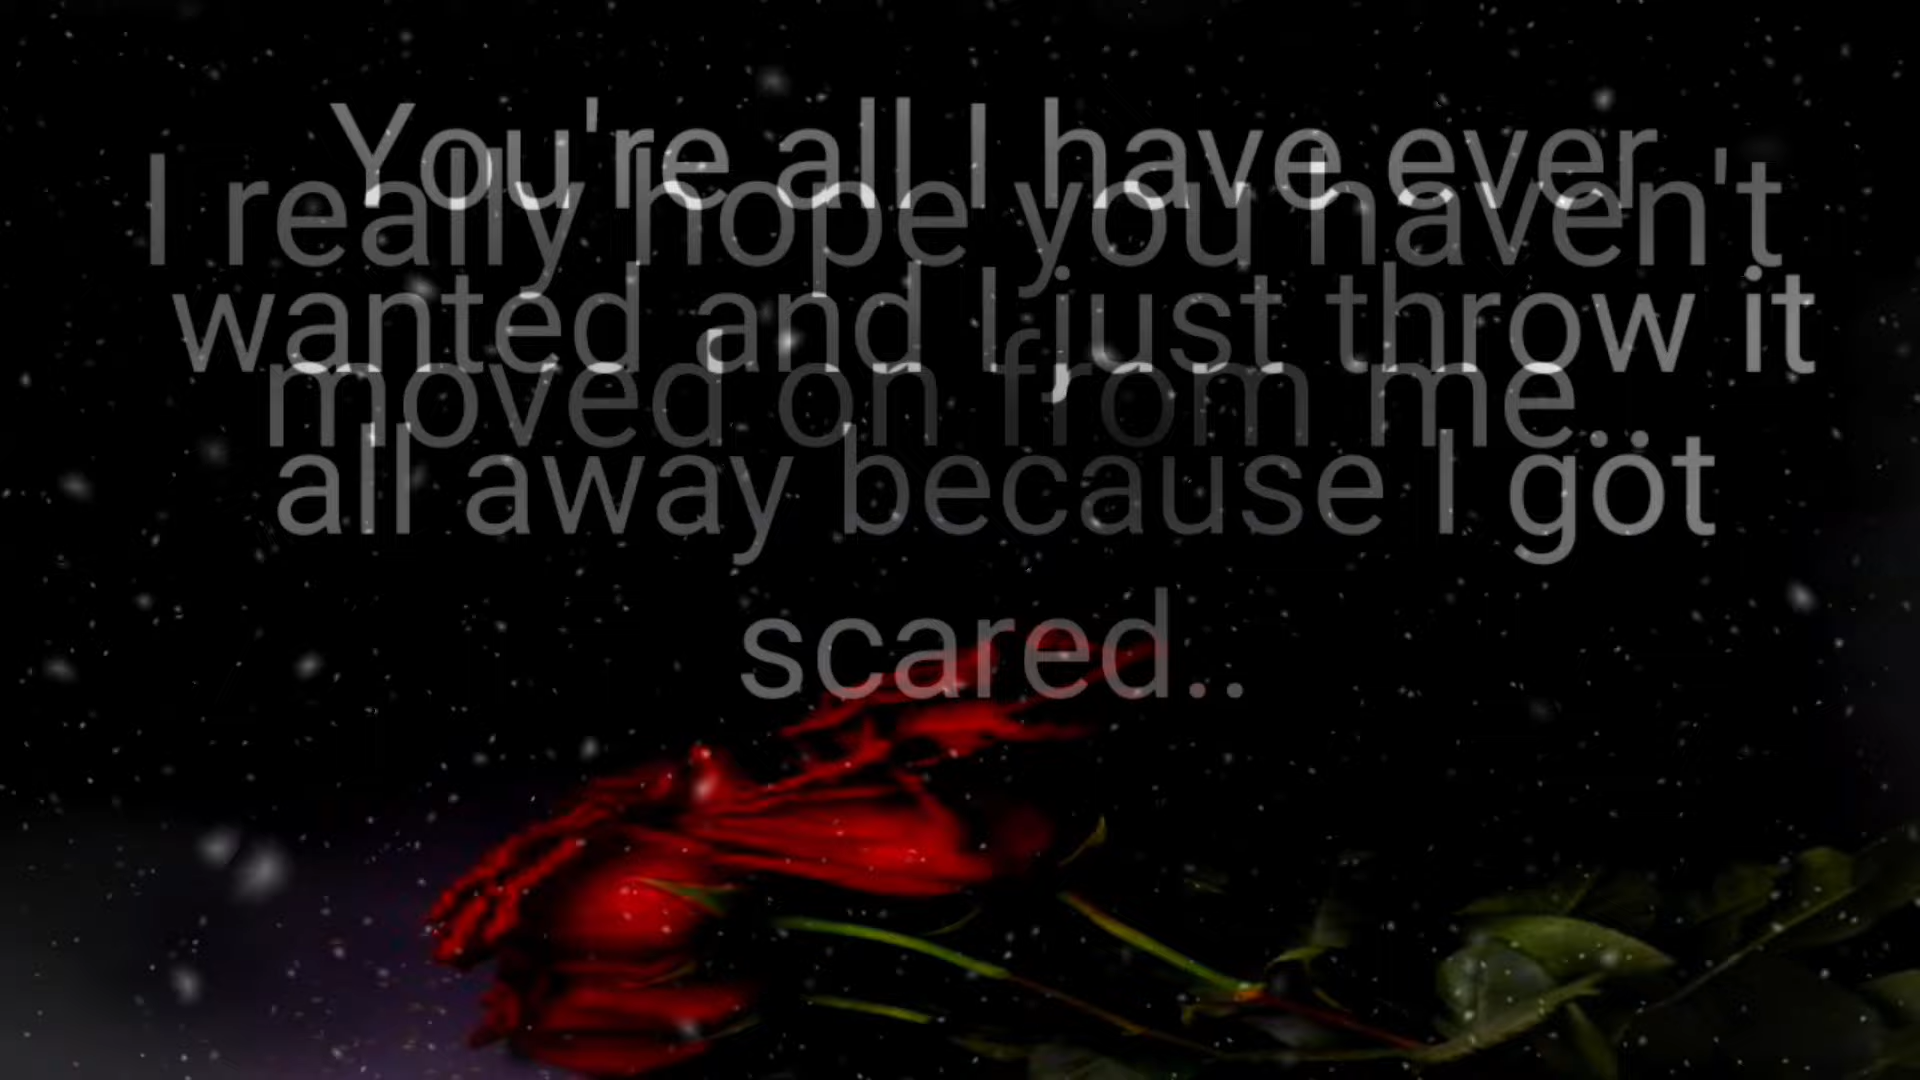 You're all I have ever
wanted and I just throw it
all away because I got
scared..
I really hope you haven't
moved on from me..